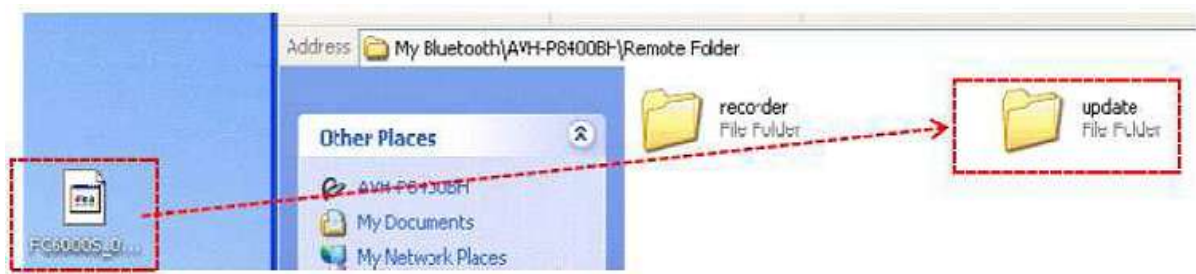 Address My Bluetooth\AVH-P8400BH\Remote Folder
recorder
File Folder
update
File Folder
Other Places
My Documents
My Network Places